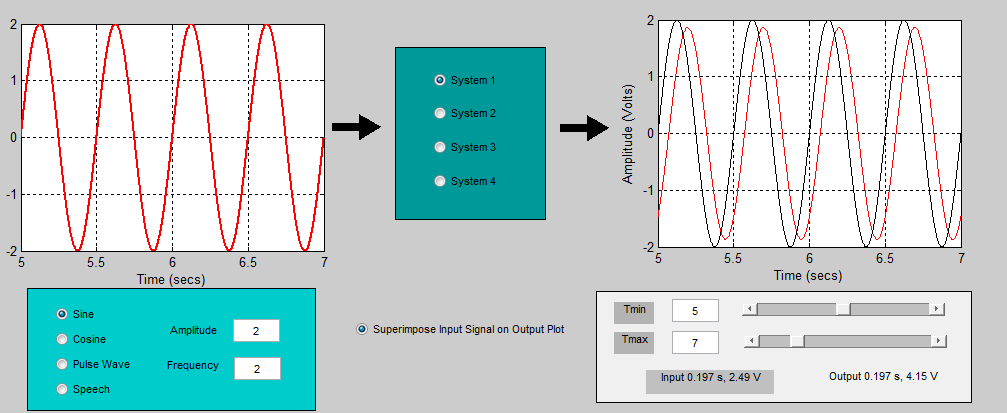 2
1
0
-1
-2
5
5.5
6
6.5
7
Time (secs)
System 1
System 2
System 3
System 4
Amplitude (Volts)
2
1
0
-1
-2
5
5.5
6
6.5
7
Time (secs)
Sine
Cosine
Pulse Wave
Speech
Amplitude
2
Frequency
2
Superimpose Input Signal on Output Plot
Tmin
5
Tmax
7
Input 0.197 s, 2.49 V
Output 0.197 s, 4.15 V